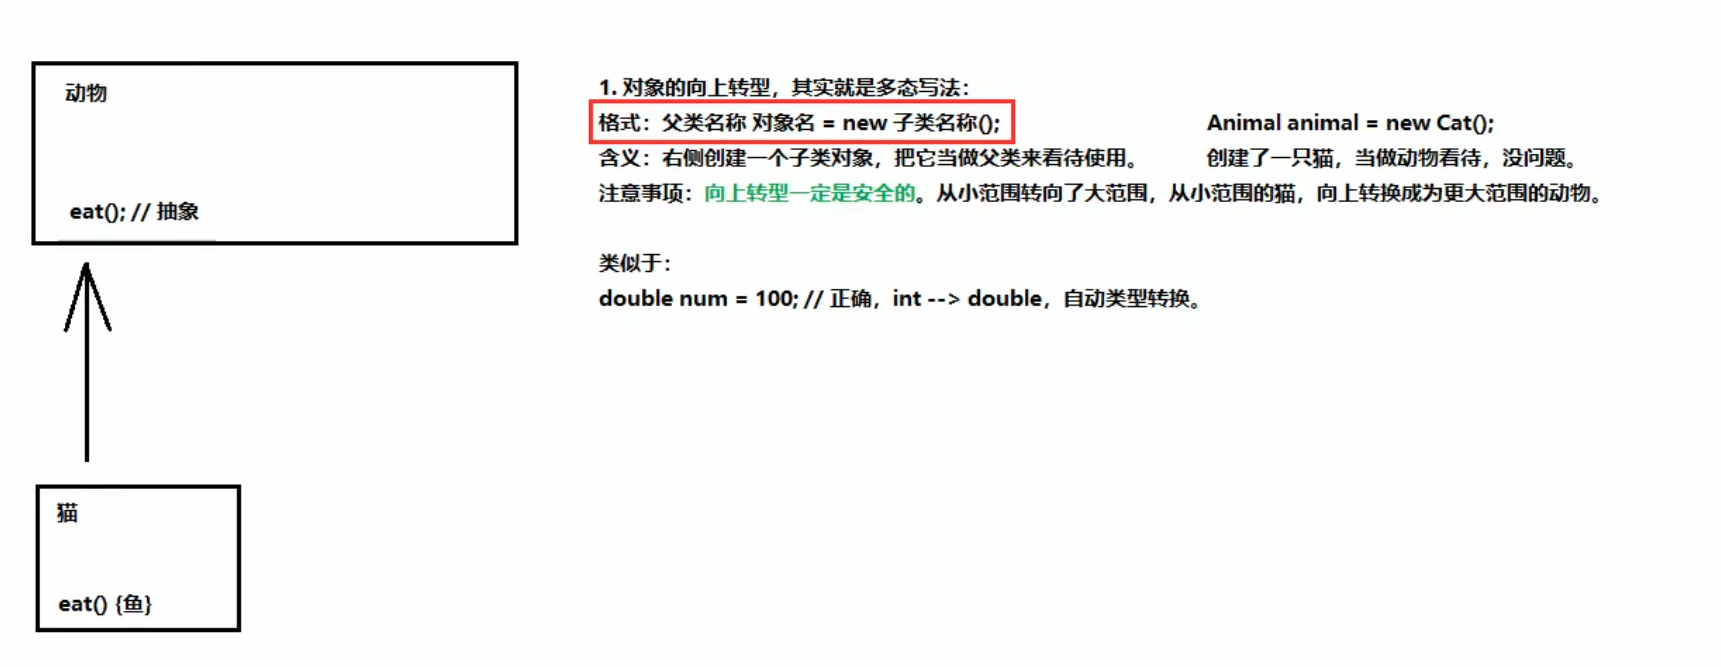 动物
eat(); // 抽象
猫
eat() {鱼}
1. 对象的向上转型，其实就是多态写法：
格式：父类名称 对象名 = new 子类名称();
Animal animal = new Cat();
含义：右侧创建一个子类对象，把它当做父类来看待使用。
创建了一只猫，当做动物看待，没问题。
注意事项：向上转型一定是安全的。从小范围转向了大范围，从小范围的猫，向上转换成为更大范围的动物。
类似于：
double num = 100; // 正确，int --> double，自动类型转换。